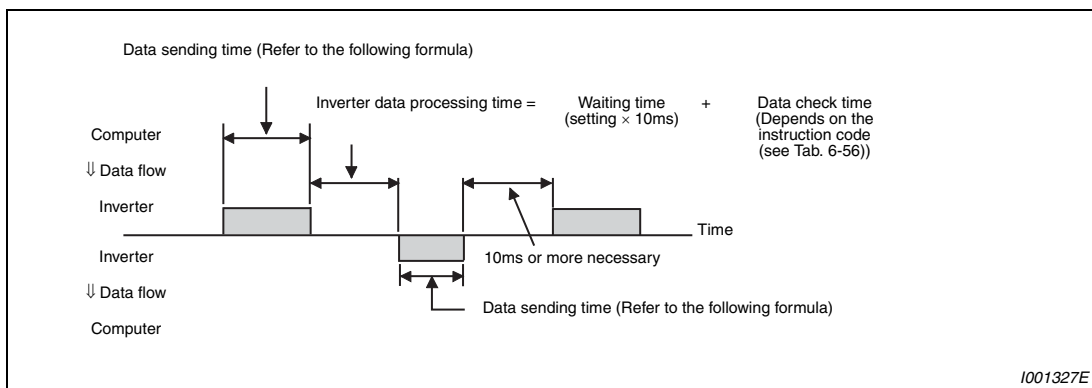 Data sending time (Refer to the following formula)
Inverter data processing time = Waiting time + Data check time
(setting × 10ms) (Depends on the
instruction code
(see Tab. 6-56))
Computer
⇓ Data flow
Inverter
Time
Inverter
10ms or more necessary
⇓ Data flow
Data sending time (Refer to the following formula)
Computer
I001327E